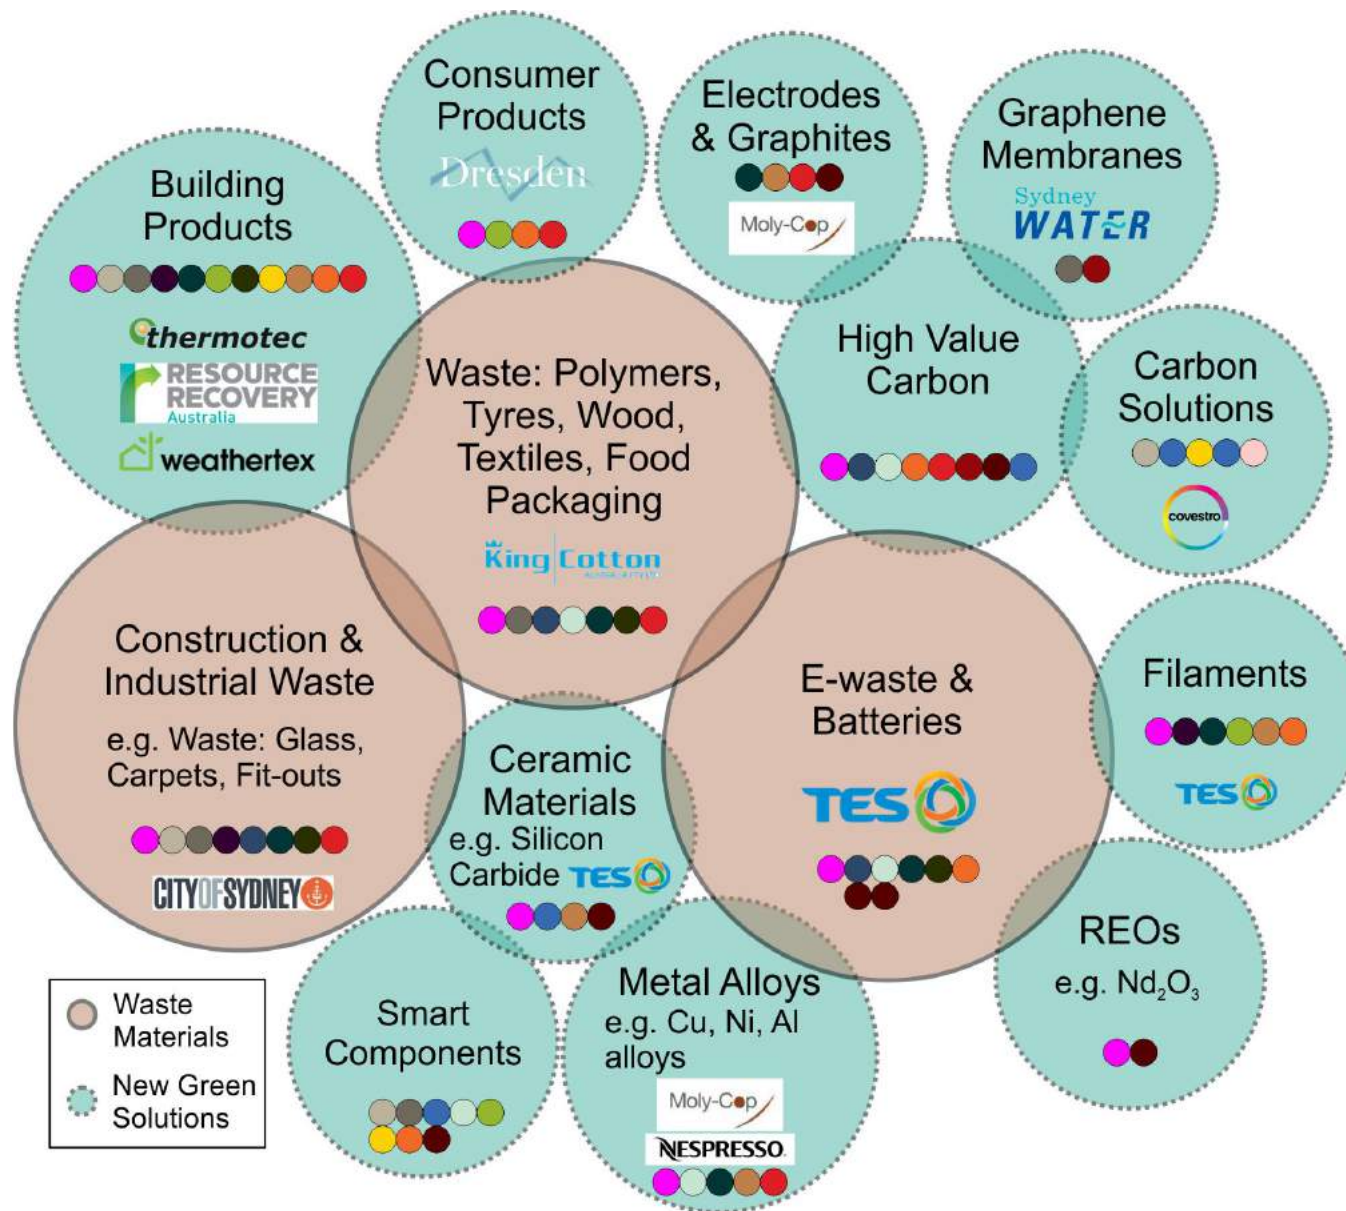 Consumer
Products
Dresden
Electrodes
& Graphites
Moly-Cop
Graphene
Membranes
Sydney
WATER
Building
Products
thermotec
RESOURCE
RECOVERY
Australia
weathertex
High Value
Carbon
Carbon
Solutions
covestro
Waste: Polymers,
Tyres, Wood,
Textiles, Food
Packaging
King Cotton
Construction &
Industrial Waste
e.g. Waste: Glass,
Carpets, Fit-outs
CITYOFSYDNEY
E-waste &
Batteries
TES
Filaments
TES
Ceramic
Materials
e.g. Silicon
Carbide TES
REOs
e.g. Nd₂O₃
Smart
Components
Metal Alloys
e.g. Cu, Ni, Al
alloys
Moly-Cop
NESPRESSO.
Waste
Materials
New Green
Solutions